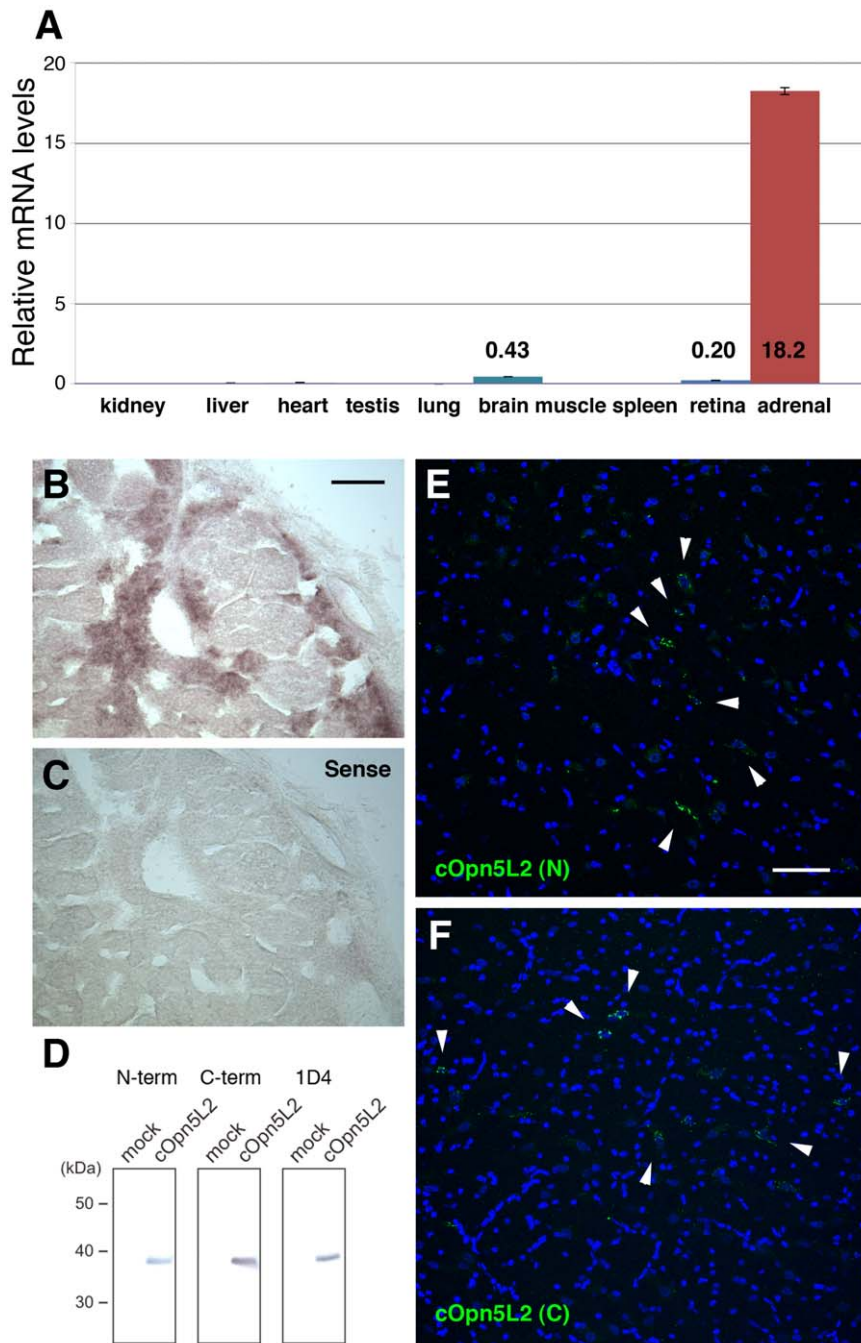 A
Relative mRNA levels
20
15
10
5
0
0.43
0.20
18.2
kidney liver heart testis lung brain muscle spleen retina adrenal
B
C
Sense
D
N-term C-term 1D4
mock cOpn5L2 mock cOpn5L2 mock cOpn5L2
(kDa)
50
40
30
E
cOpn5L2 (N)
F
cOpn5L2 (C)